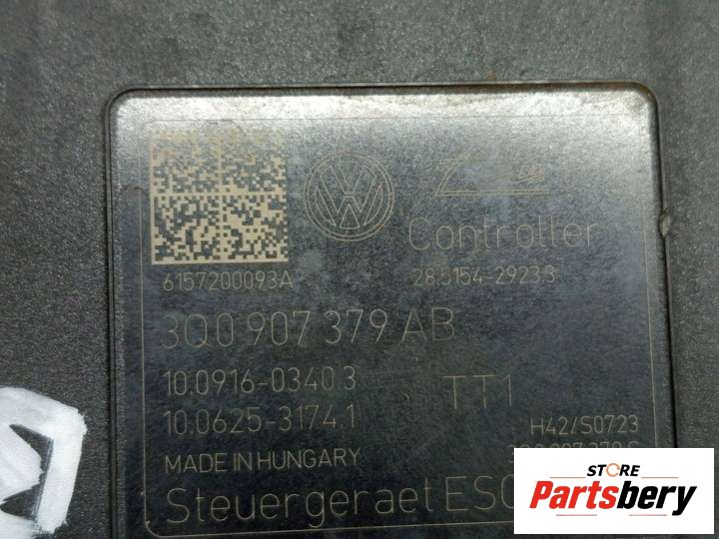 Controller
6157200093A
28.5154-2923.3
3Q0 907 379 AB
10.0916-0340.3
TT1
10.0625-3174.1
H42/S0723
MADE IN HUNGARY
Steuergeraet ESC
STORE
Partsbery